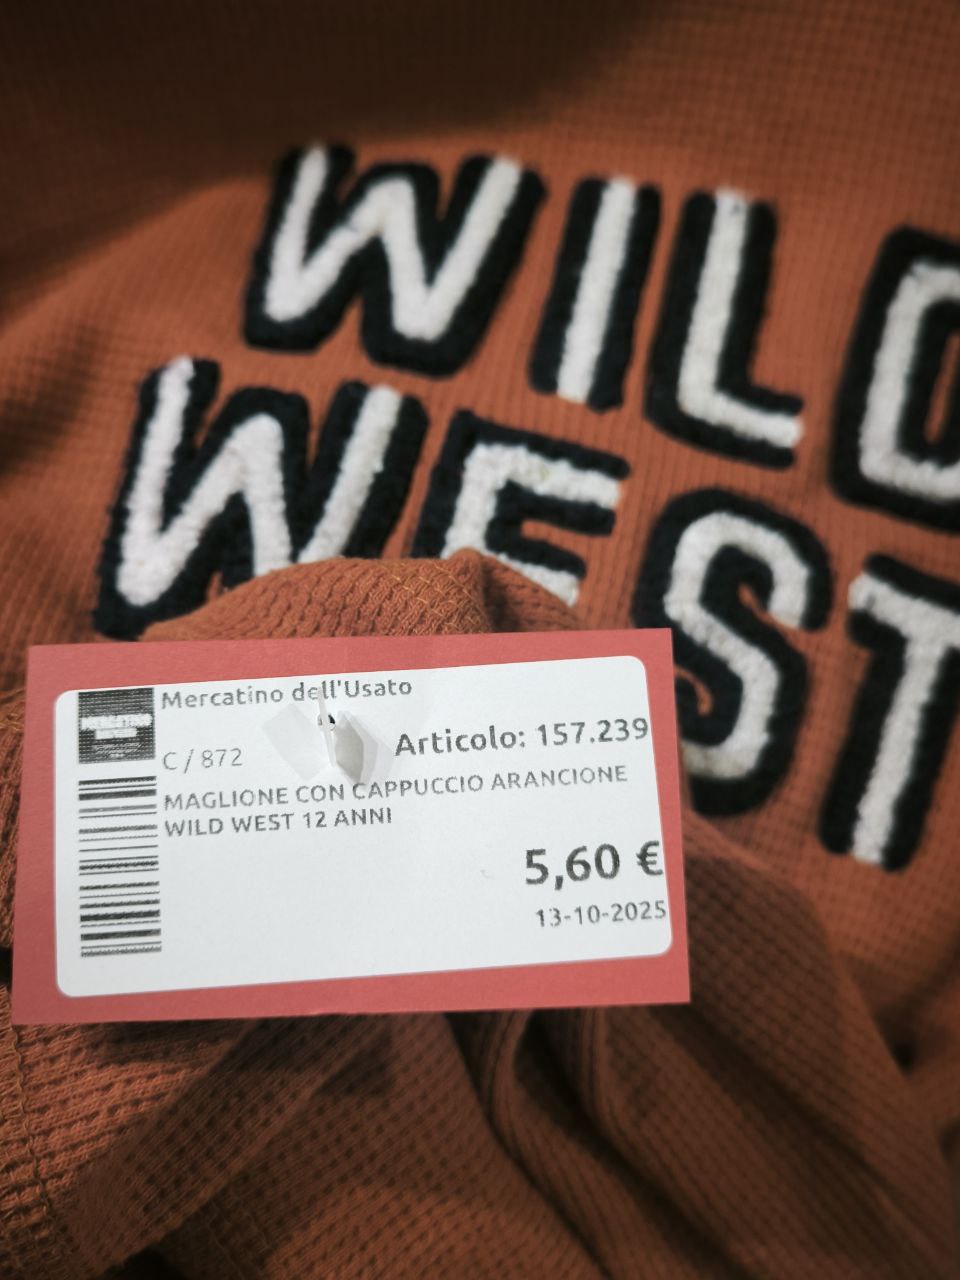 WILD
WEST
Mercatino dell'Usato
C / 872
Articolo: 157.239
MAGLIONE CON CAPPUCCIO ARANCIONE
WILD WEST 12 ANNI
5,60 €
13-10-2025